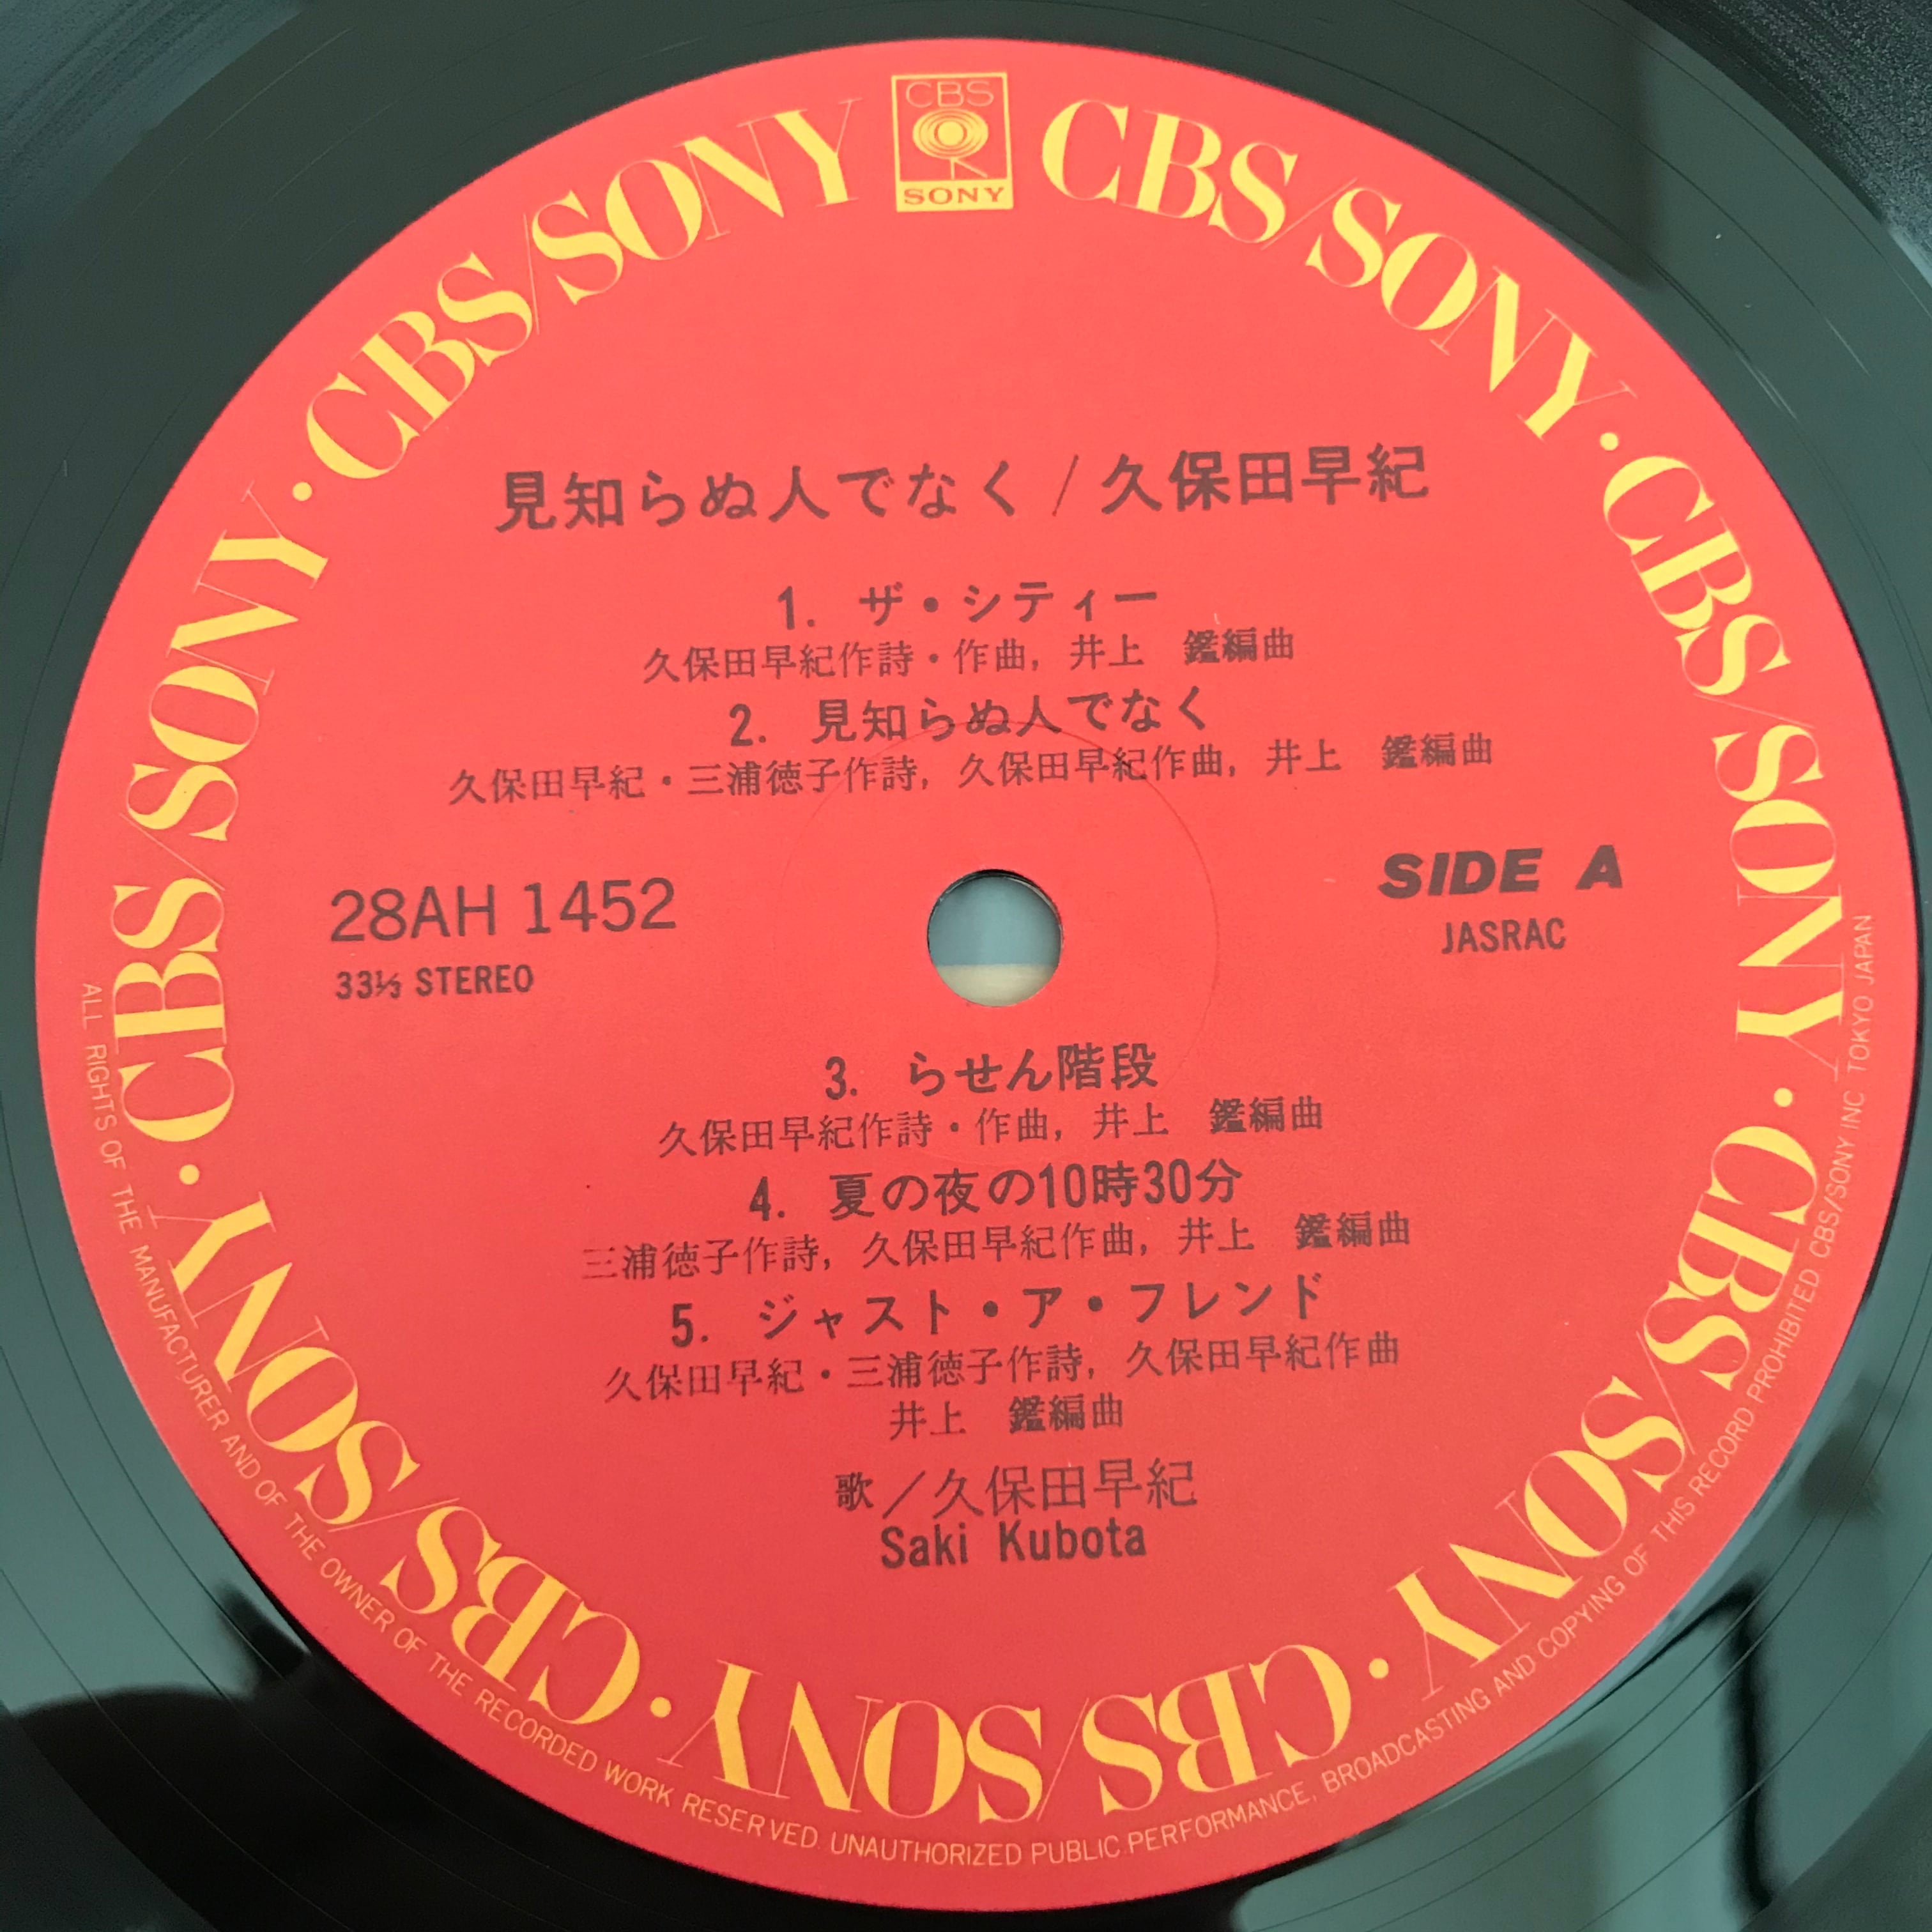 CBS
SONY
CBS/SONY · CBS/SONY · CBS/SONY · CBS/SONY · CBS/SONY · CBS/SONY · CBS/SONY
見知らぬ人でなく / 久保田早紀
1. ザ・シティー
久保田早紀作詩・作曲, 井上 鑑編曲
2. 見知らぬ人でなく
久保田早紀・三浦徳子作詩, 久保田早紀作曲, 井上 鑑編曲
28AH 1452
33⅓ STEREO
SIDE A
JASRAC
3. らせん階段
久保田早紀作詩・作曲, 井上 鑑編曲
4. 夏の夜の10時30分
三浦徳子作詩, 久保田早紀作曲, 井上 鑑編曲
5. ジャスト・ア・フレンド
久保田早紀・三浦徳子作詩, 久保田早紀作曲
井上 鑑編曲
歌／久保田早紀
Saki Kubota
ALL RIGHTS OF THE MANUFACTURER AND OF THE OWNER OF THE RECORDED WORK RESERVED. UNAUTHORIZED PUBLIC PERFORMANCE, BROADCASTING AND COPYING OF THIS RECORD PROHIBITED CBS/SONY INC TOKYO JAPAN